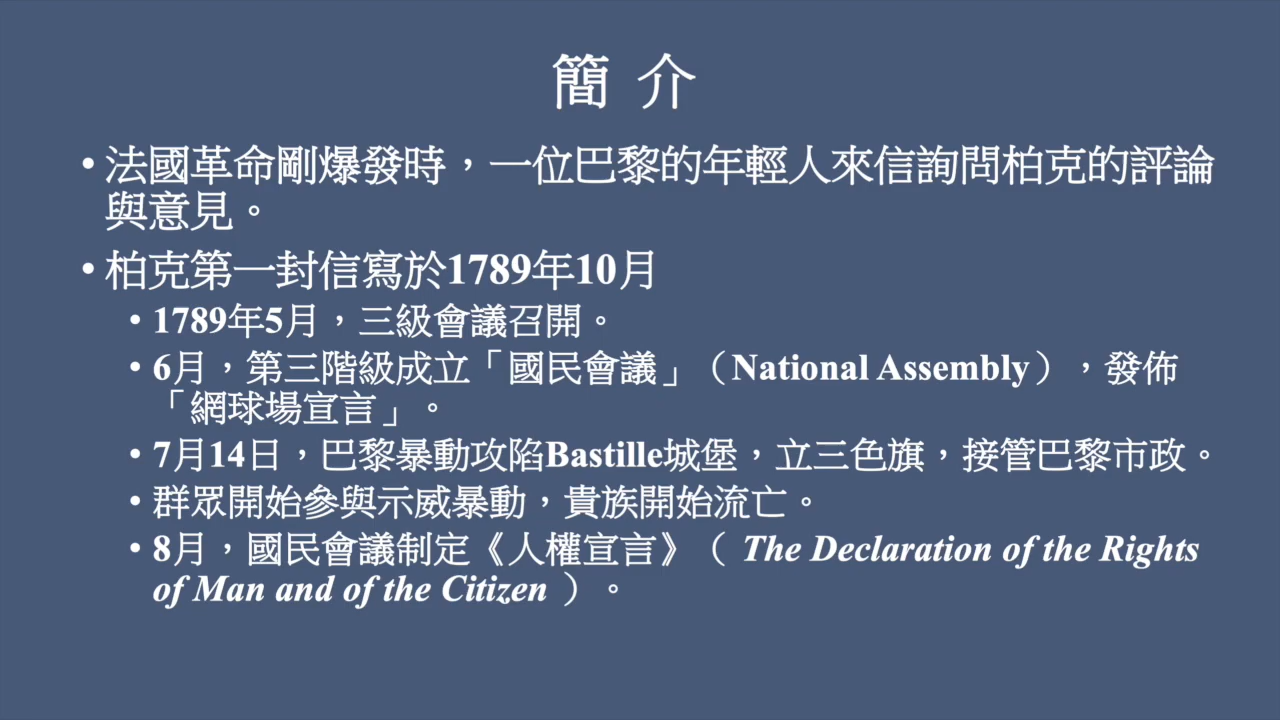 簡 介
• 法國革命剛爆發時，一位巴黎的年輕人來信詢問柏克的評論
與意見。
• 柏克第一封信寫於1789年10月
• 1789年5月，三級會議召開。
• 6月，第三階級成立「國民會議」（National Assembly），發佈
「網球場宣言」。
• 7月14日，巴黎暴動攻陷Bastille城堡，立三色旗，接管巴黎市政。
• 群眾開始參與示威暴動，貴族開始流亡。
• 8月，國民會議制定《人權宣言》（ The Declaration of the Rights
of Man and of the Citizen ）。